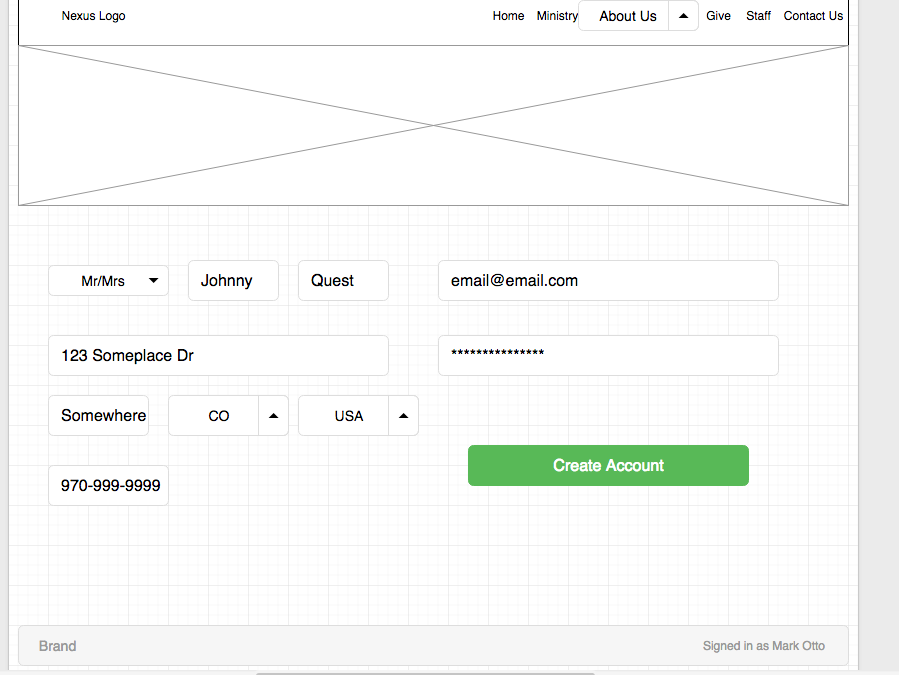 Nexus Logo Home Ministry About Us Give Staff Contact Us
Mr/Mrs Johnny Quest email@email.com
123 Someplace Dr ***************
Somewhere CO USA
Create Account
970-999-9999
Brand Signed in as Mark Otto